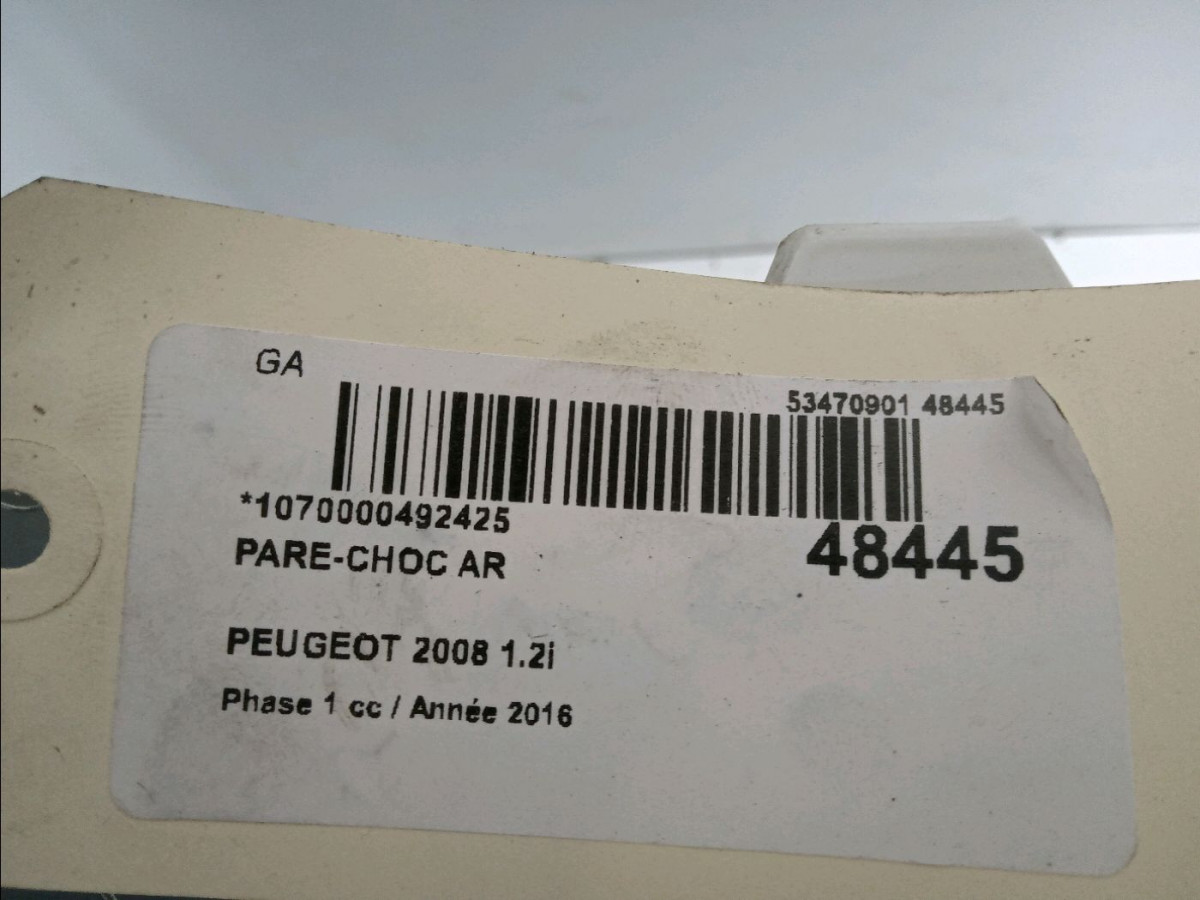 GA
53470901 48445
*1070000492425
48445
PARE-CHOC AR
PEUGEOT 2008 1.2i
Phase 1 cc / Année 2016